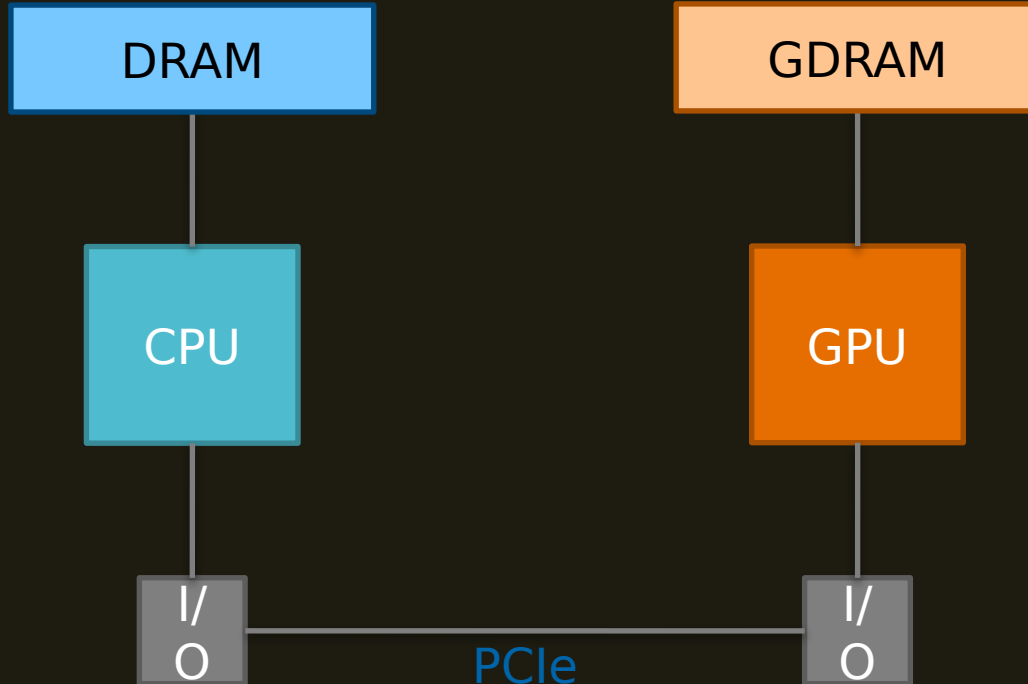 DRAM
GDRAM
CPU
GPU
I/
O
I/
O
PCIe